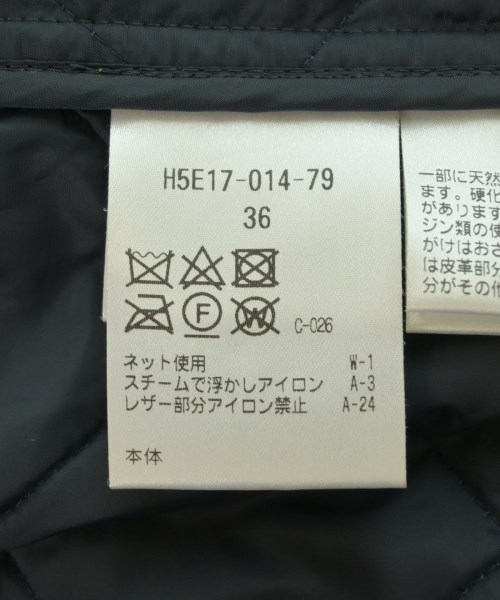 H5E17-014-79
36
F W C-026
ネット使用 W-1
スチームで浮かしアイロン A-3
レザー部分アイロン禁止 A-24
本体
一部に天然
ます。硬化
があります
ジン類の使
がけはおさ
は皮革部分
分がその他